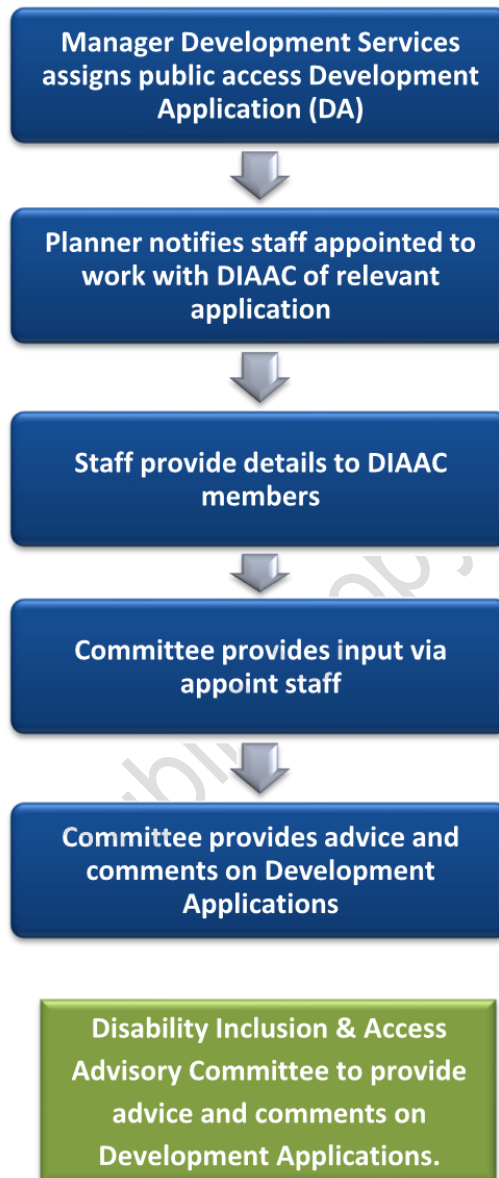 Manager Development Services
assigns public access Development
Application (DA)
Planner notifies staff appointed to
work with DIAAC of relevant
application
Staff provide details to DIAAC
members
Committee provides input via
appoint staff
Committee provides advice and
comments on Development
Applications
Disability Inclusion & Access
Advisory Committee to provide
advice and comments on
Development Applications.